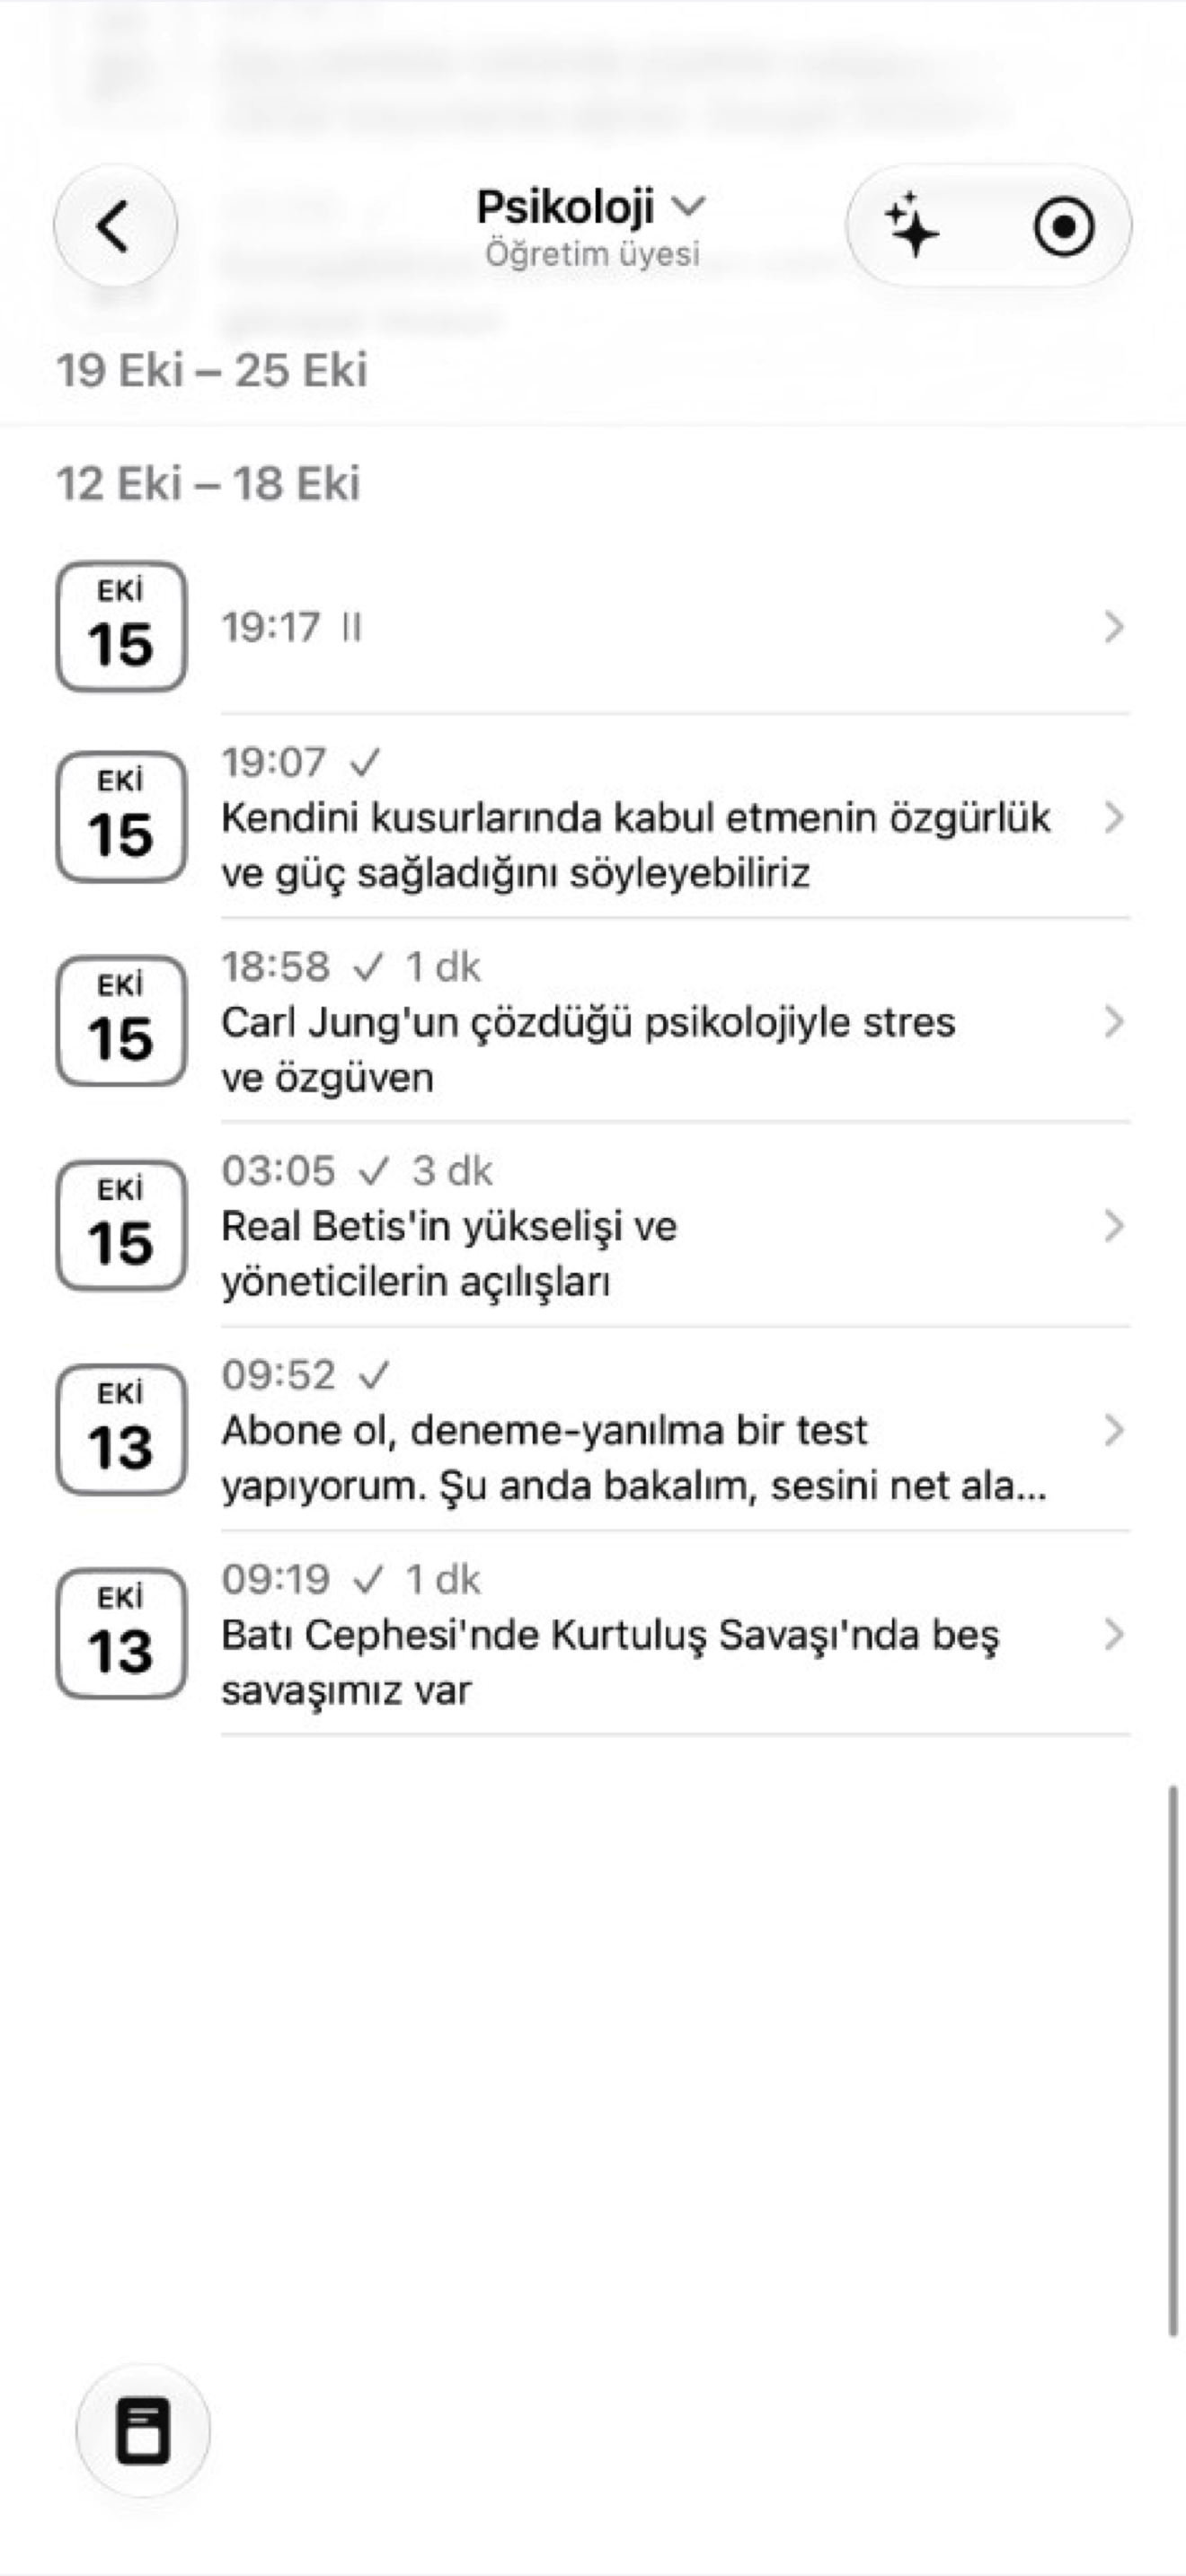 Psikoloji
Öğretim üyesi
19 Eki – 25 Eki
12 Eki – 18 Eki
EKİ
15
19:17
EKİ
15
19:07 ✓
Kendini kusurlarında kabul etmenin özgürlük
ve güç sağladığını söyleyebiliriz
EKİ
15
18:58 ✓ 1 dk
Carl Jung'un çözdüğü psikolojiyle stres
ve özgüven
EKİ
15
03:05 ✓ 3 dk
Real Betis'in yükselişi ve
yöneticilerin açılışları
EKİ
13
09:52 ✓
Abone ol, deneme-yanılma bir test
yapıyorum. Şu anda bakalım, sesini net ala...
EKİ
13
09:19 ✓ 1 dk
Batı Cephesi'nde Kurtuluş Savaşı'nda beş
savaşımız var